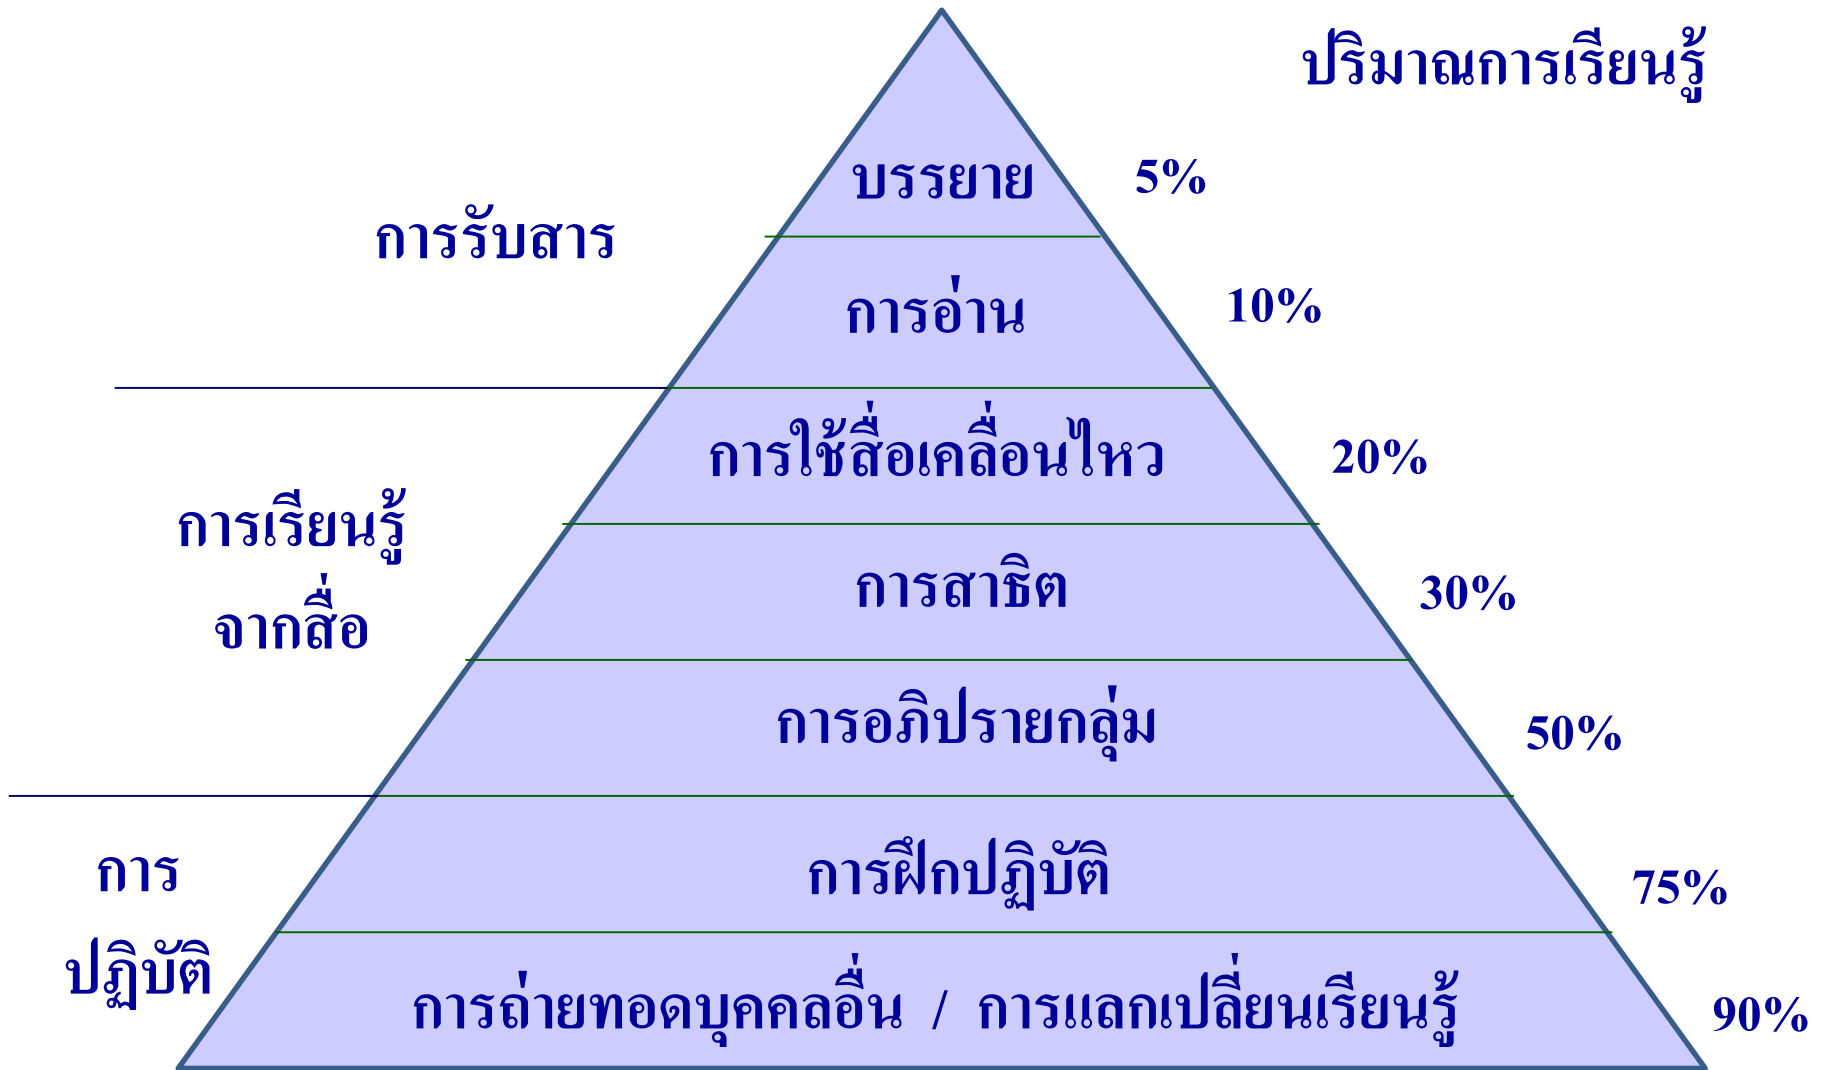 ปริมาณการเรียนรู้
บรรยาย 5%
การรับสาร
การอ่าน 10%
การใช้สื่อเคลื่อนไหว 20%
การเรียนรู้
จากสื่อ
การสาธิต 30%
การอภิปรายกลุ่ม 50%
การ
ปฏิบัติ
การฝึกปฏิบัติ 75%
การถ่ายทอดบุคคลอื่น / การแลกเปลี่ยนเรียนรู้ 90%